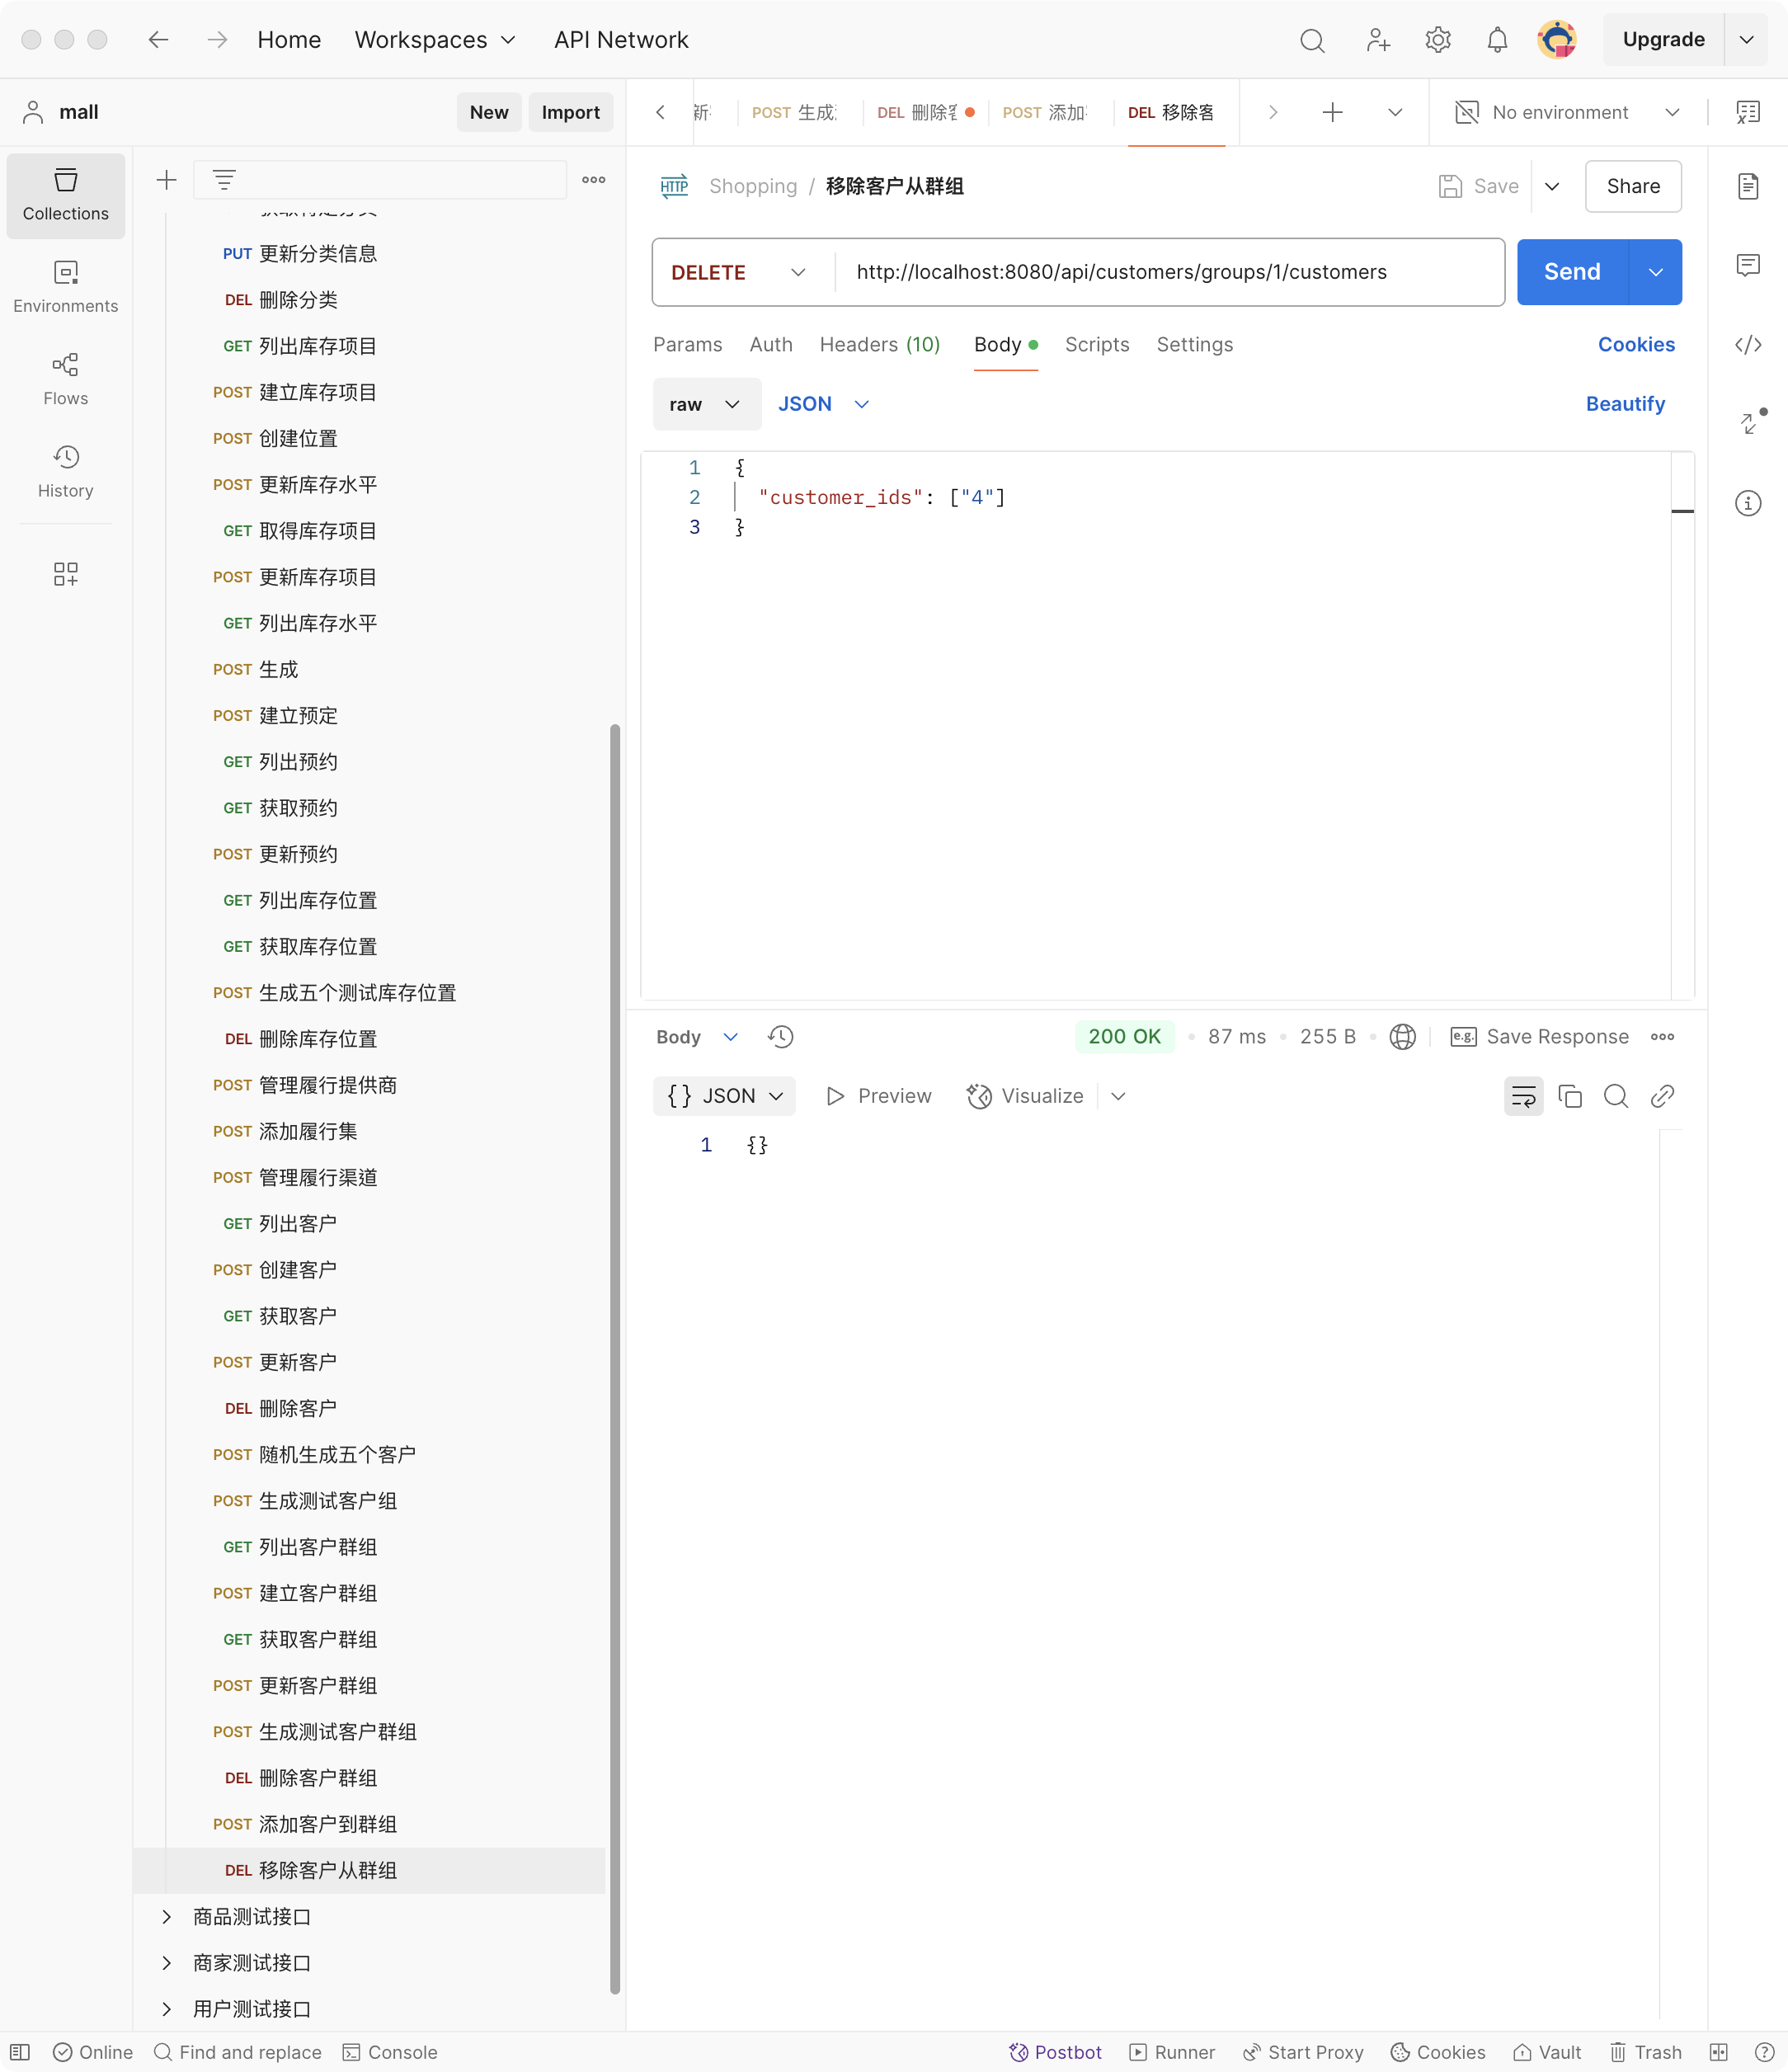 Home
Workspaces
API Network
Upgrade
mall
New
Import
POST 生成
DEL 删除
POST 添加
DEL 移除客
No environment
Collections
Environments
Flows
History
PUT 更新分类信息
DEL 删除分类
GET 列出库存项目
POST 建立库存项目
POST 创建位置
POST 更新库存水平
GET 取得库存项目
POST 更新库存项目
GET 列出库存水平
POST 生成
POST 建立预定
GET 列出预约
GET 获取预约
POST 更新预约
GET 列出库存位置
GET 获取库存位置
POST 生成五个测试库存位置
DEL 删除库存位置
POST 管理履行提供商
POST 添加履行集
POST 管理履行渠道
GET 列出客户
POST 创建客户
GET 获取客户
POST 更新客户
DEL 删除客户
POST 随机生成五个客户
POST 生成测试客户组
GET 列出客户群组
POST 建立客户群组
GET 获取客户群组
POST 更新客户群组
POST 生成测试客户群组
DEL 删除客户群组
POST 添加客户到群组
DEL 移除客户从群组
商品测试接口
商家测试接口
用户测试接口
HTTP Shopping / 移除客户从群组
Save
Share
DELETE
http://localhost:8080/api/customers/groups/1/customers
Send
Params
Auth
Headers (10)
Body
Scripts
Settings
Cookies
raw
JSON
Beautify
1 {
2 "customer_ids": ["4"]
3 }
Body
200 OK
87 ms
255 B
e.g. Save Response
{} JSON
Preview
Visualize
1 {}
Online
Find and replace
Console
Postbot
Runner
Start Proxy
Cookies
Vault
Trash